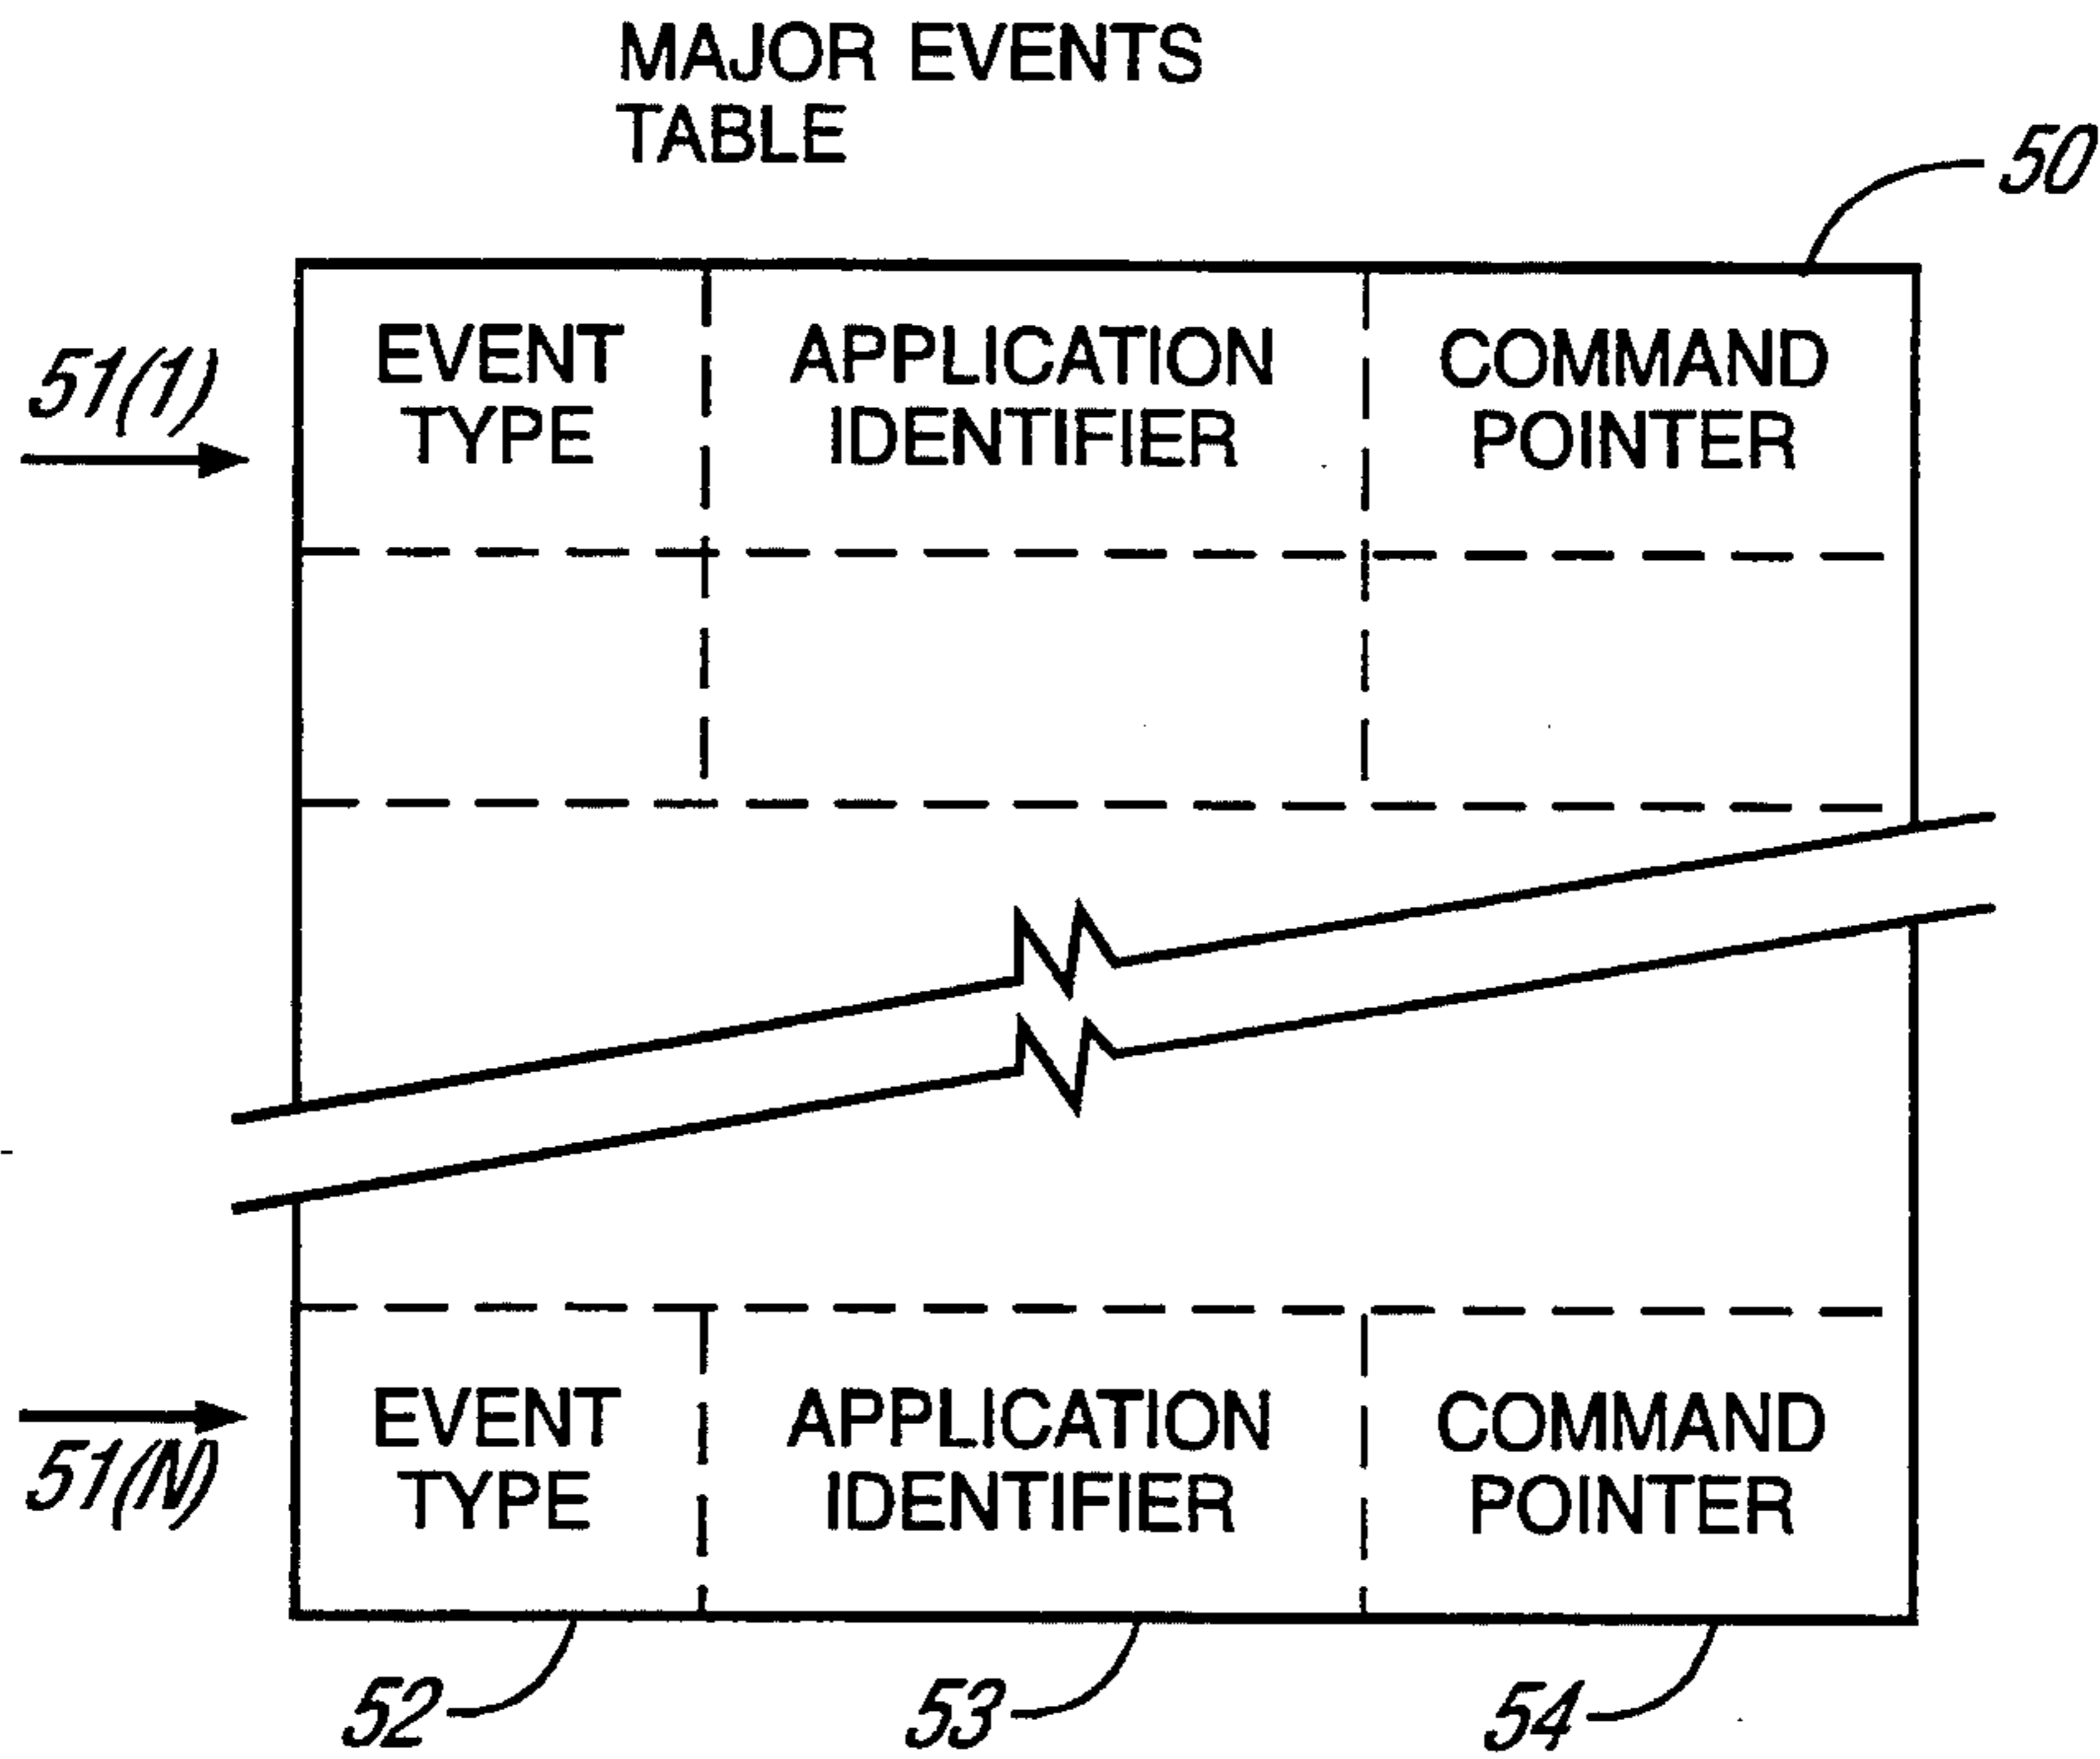 MAJOR EVENTS
TABLE
50
51(1)
EVENT
TYPE
APPLICATION
IDENTIFIER
COMMAND
POINTER
51(N)
EVENT
TYPE
APPLICATION
IDENTIFIER
COMMAND
POINTER
52
53
54